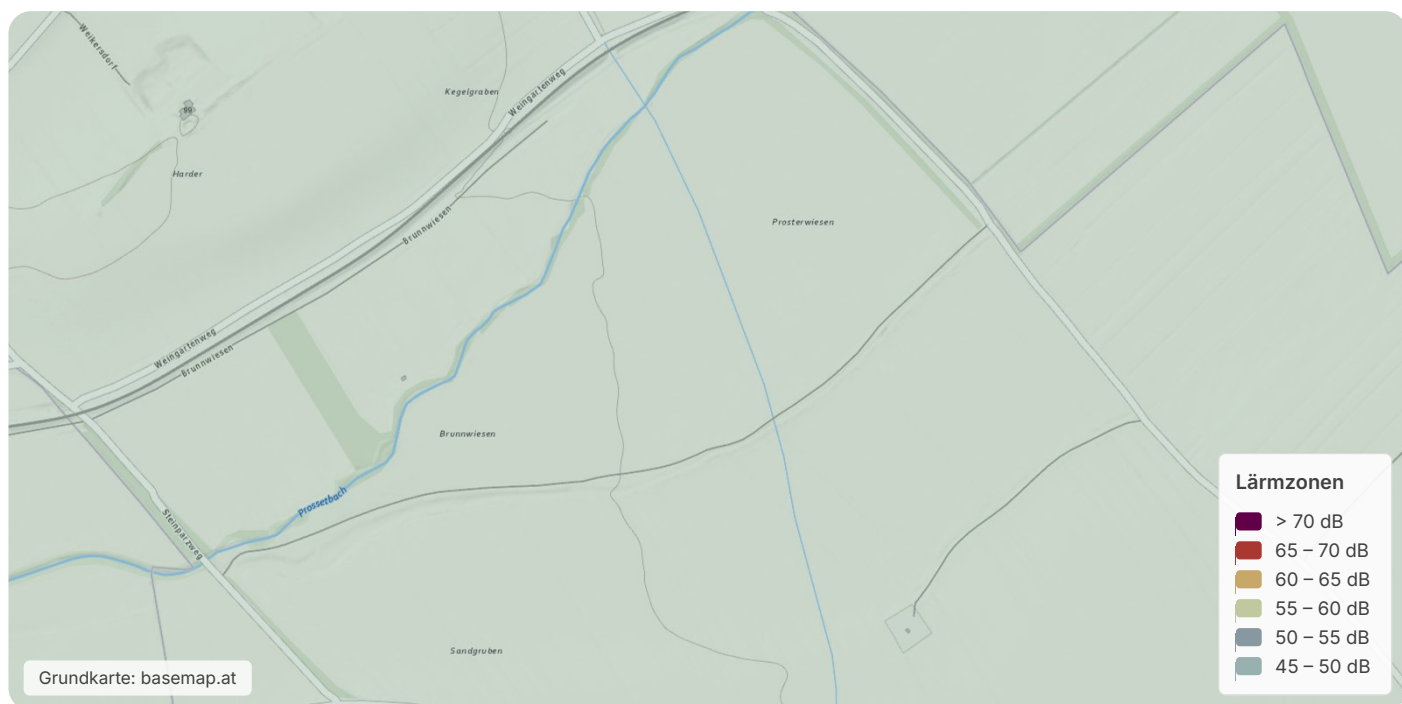 Weikersdorf
Kegelgraben
Weingartenweg
89
Harder
Brunnwiesen
Prosterwiesen
Weingartenweg
Brunnwiesen
Brunnwiesen
Prossetbach
Steinparzweg
Sandgruben
Lärmzonen
> 70 dB
65 – 70 dB
60 – 65 dB
55 – 60 dB
50 – 55 dB
45 – 50 dB
Grundkarte: basemap.at